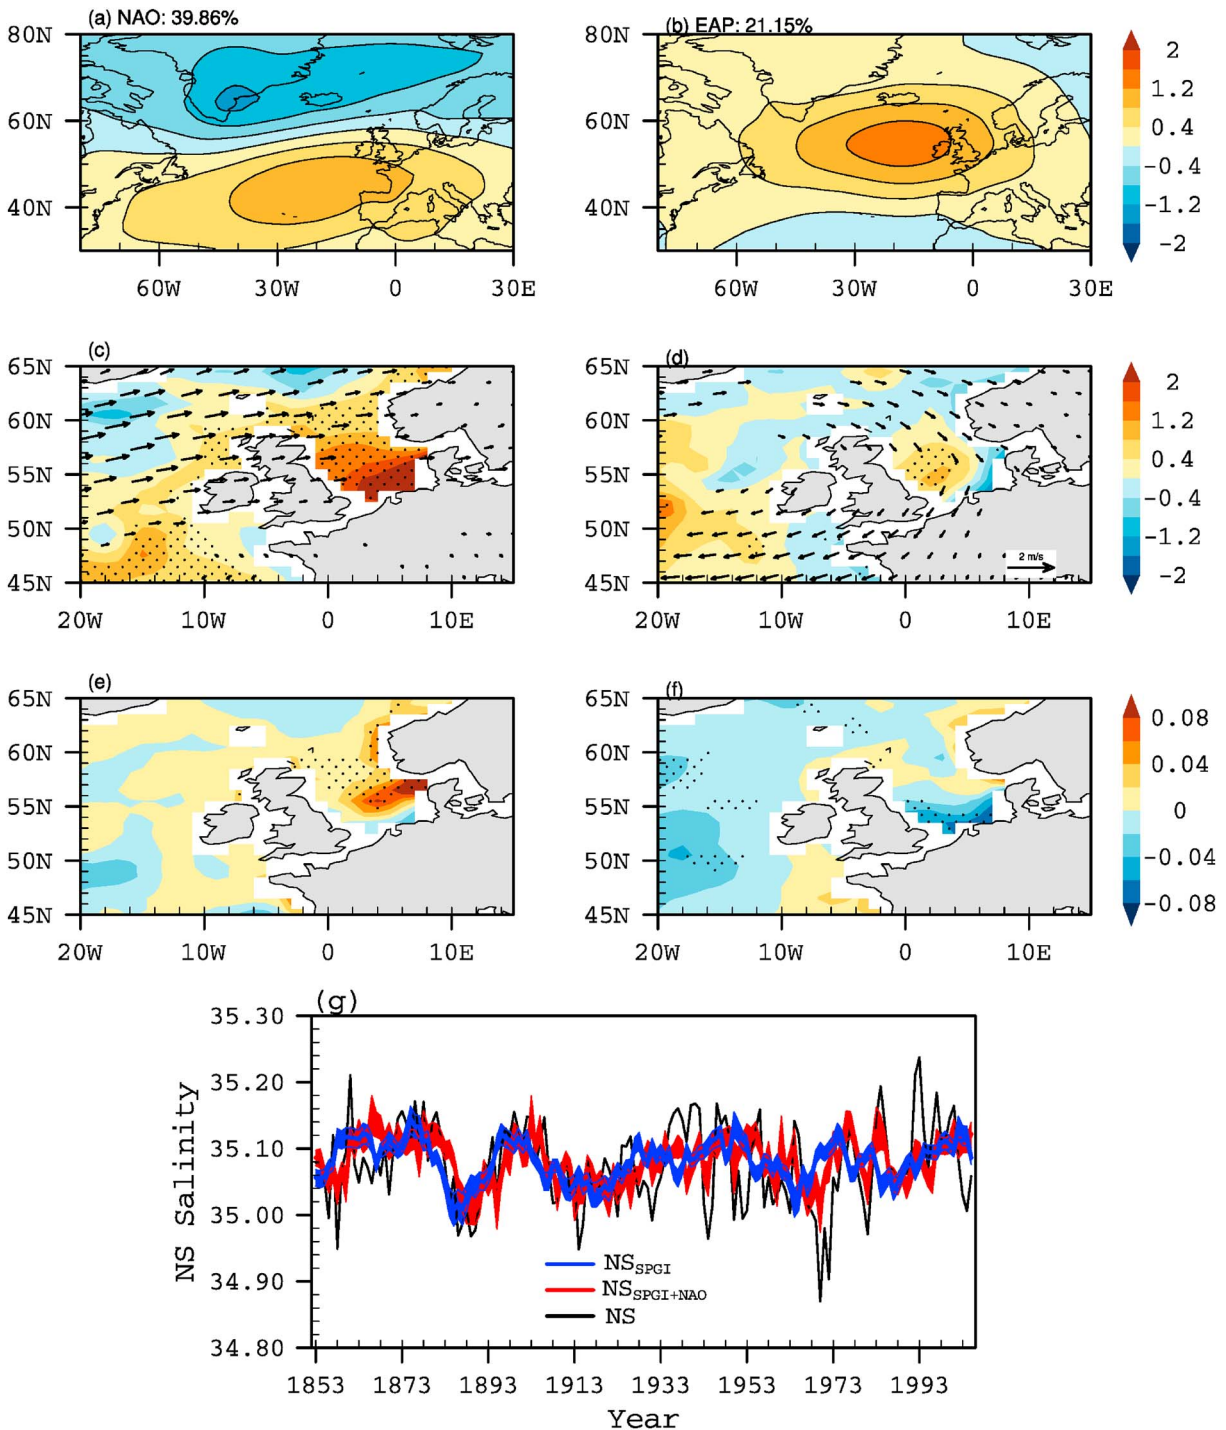 (a) NAO: 39.86%
(b) EAP: 21.15%
80N
60N
40N
60W 30W 0 30E
80N
60N
40N
60W 30W 0 30E
2
1.2
0.4
-0.4
-1.2
-2
(c)
65N
60N
55N
50N
45N
20W 10W 0 10E
(d)
65N
60N
55N
50N
45N
2 m/s
20W 10W 0 10E
2
1.2
0.4
-0.4
-1.2
-2
(e)
65N
60N
55N
50N
45N
20W 10W 0 10E
(f)
65N
60N
55N
50N
45N
20W 10W 0 10E
0.08
0.04
0
-0.04
-0.08
(g)
NS Salinity
35.30
35.20
35.10
35.00
34.90
34.80
NS SPGI
NS SPGI+NAO
NS
1853 1873 1893 1913 1933 1953 1973 1993
Year